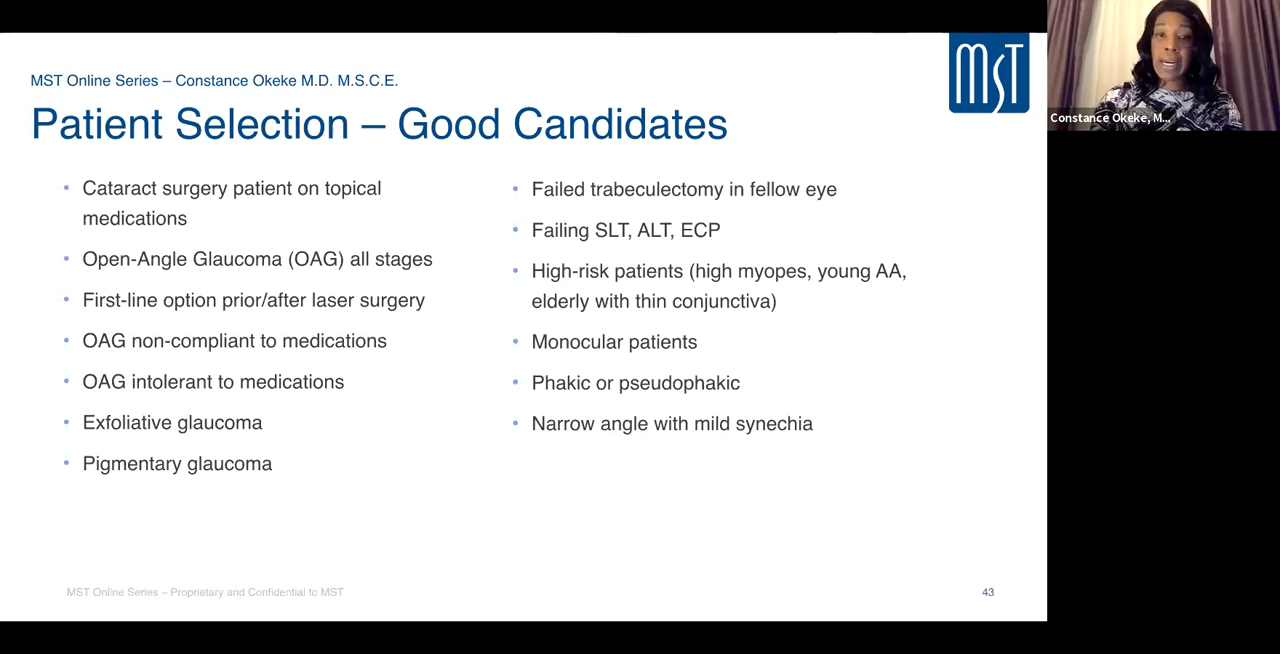 MST Online Series – Constance Okeke M.D. M.S.C.E.
Patient Selection – Good Candidates
MST
Constance Okeke, M...
• Cataract surgery patient on topical
medications
• Open-Angle Glaucoma (OAG) all stages
• First-line option prior/after laser surgery
• OAG non-compliant to medications
• OAG intolerant to medications
• Exfoliative glaucoma
• Pigmentary glaucoma
• Failed trabeculectomy in fellow eye
• Failing SLT, ALT, ECP
• High-risk patients (high myopes, young AA,
elderly with thin conjunctiva)
• Monocular patients
• Phakic or pseudophakic
• Narrow angle with mild synechia
MST Online Series – Proprietary and Confidential to MST
43